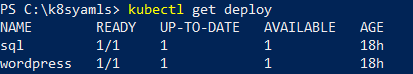 PS C:\k8syamls> kubectl get deploy
NAME READY UP-TO-DATE AVAILABLE AGE
sql 1/1 1 1 18h
wordpress 1/1 1 1 18h